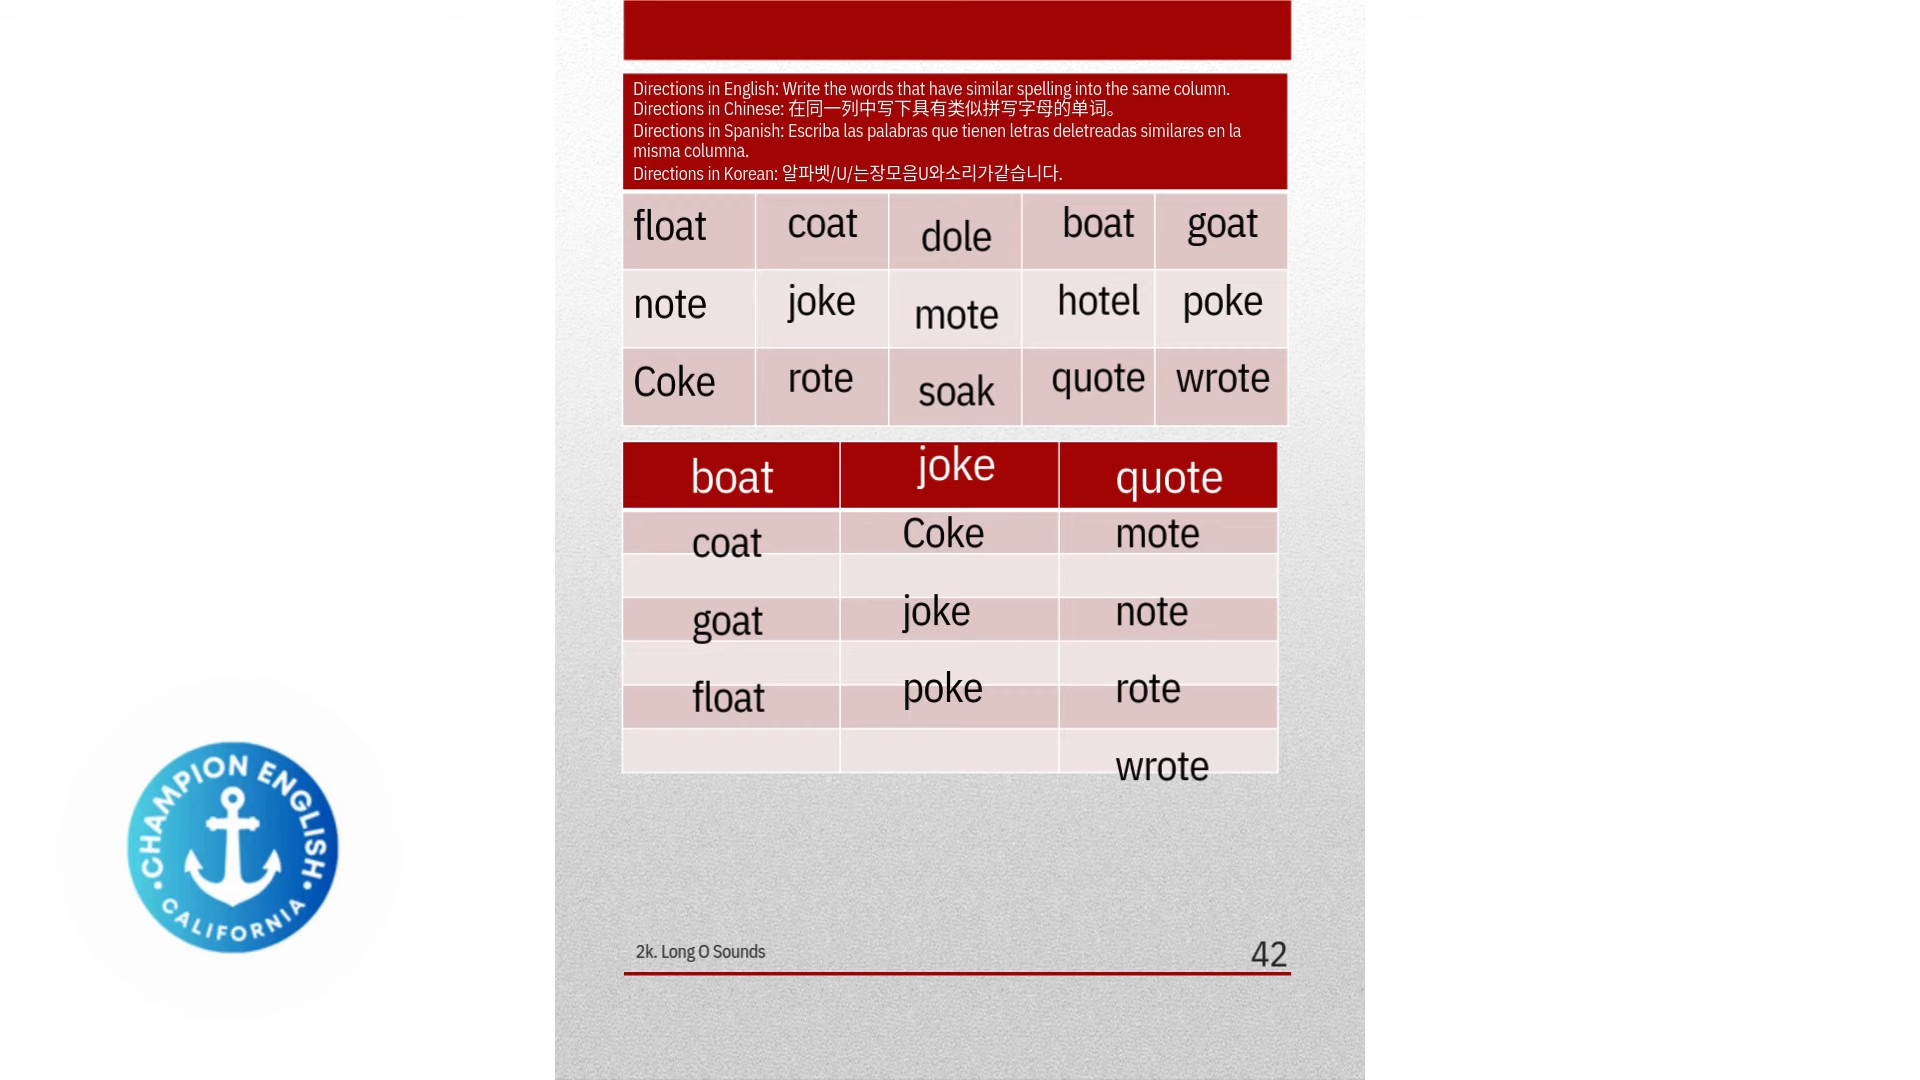 Directions in English: Write the words that have similar spelling into the same column.
Directions in Chinese: 在同一列中写下具有类似拼写字母的单词。
Directions in Spanish: Escriba las palabras que tienen letras deletreadas similares en la
misma columna.
Directions in Korean: 알파벳/U/는장모음U와소리가같습니다.
float coat dole boat goat
note joke mote hotel poke
Coke rote soak quote wrote
boat joke quote
coat Coke mote
goat joke note
float poke rote
wrote
CHAMPION ENGLISH
CALIFORNIA
2k. Long O Sounds
42